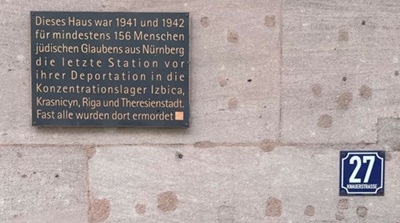 Dieses Haus war 1941 und 1942
für mindestens 156 Menschen
jüdischen Glaubens aus Nürnberg
die letzte Station vor
ihrer Deportation in die
Konzentrationslager Izbica,
Krasnicyn, Riga und Theresienstadt.
Fast alle wurden dort ermordet
27
KNAUERSTRASSE